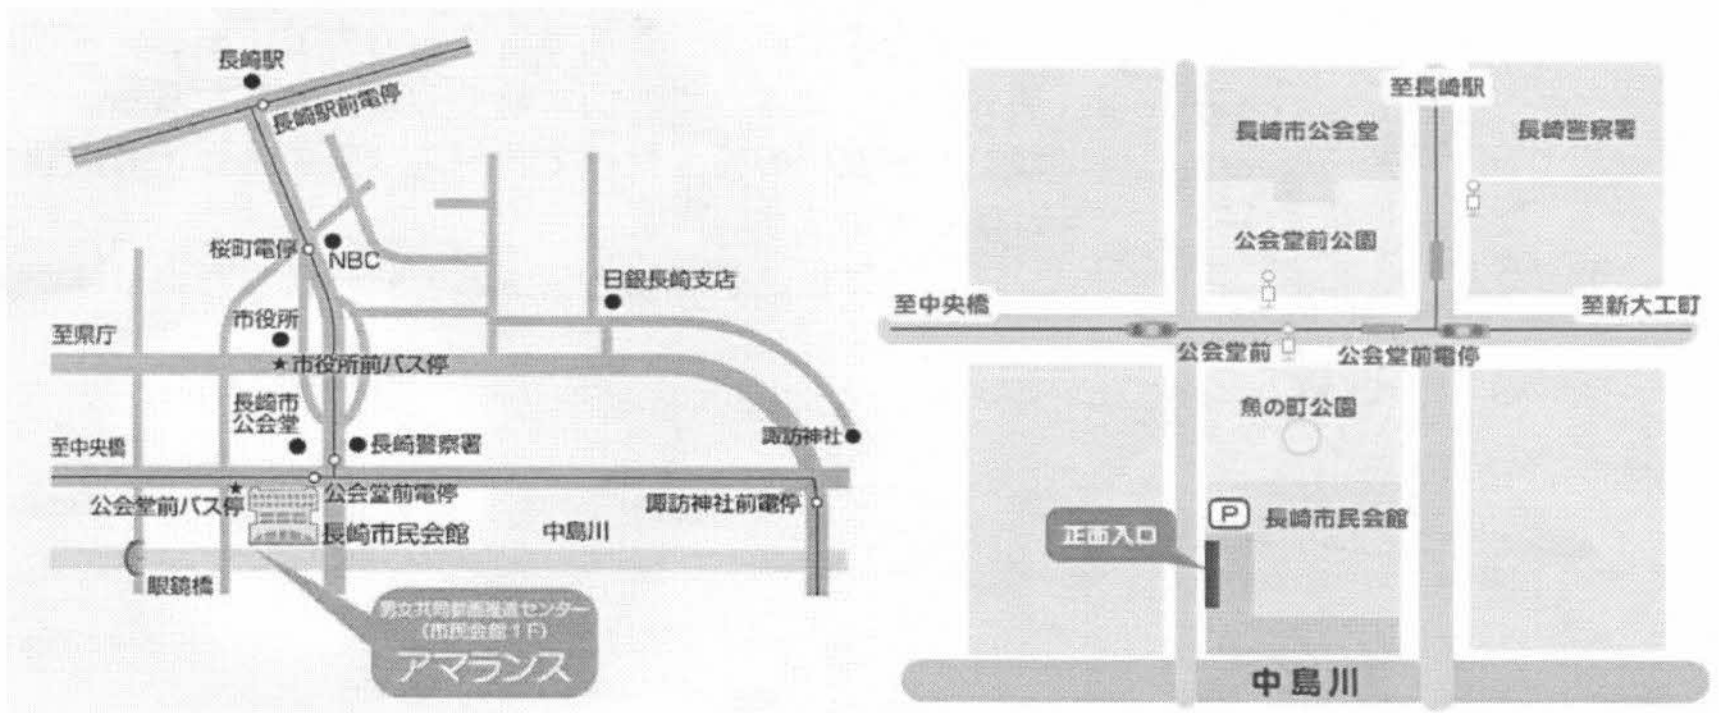 長崎駅
長崎駅前電停
桜町電停
NBC
日銀長崎支店
市役所
至県庁
★市役所前バス停
長崎市
公会堂
至中央橋
長崎警察署
諏訪神社
公会堂前電停
公会堂前バス停
★
諏訪神社前電停
長崎市民会館
中島川
眼鏡橋
男女共同参画推進センター
(市民会館1F)
アマランス
至長崎駅
長崎市公会堂
長崎警察署
公会堂前公園
至中央橋
至新大工町
公会堂前
公会堂前電停
魚の町公園
P
長崎市民会館
正面入口
中島川